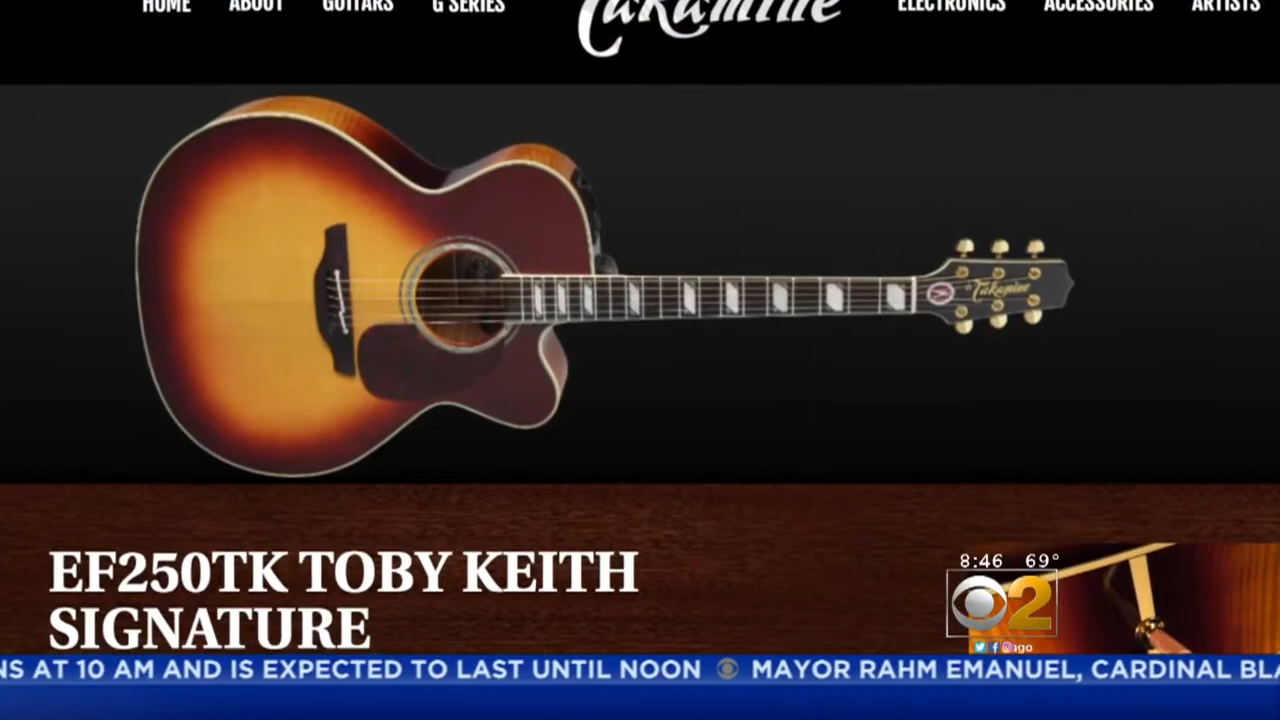 HOME ABOUT GUITARS G SERIES Takamine ELECTRONICS ACCESSORIES ARTISTS
Takamine
EF250TK TOBY KEITH
SIGNATURE
8:46 69°
2
NS AT 10 AM AND IS EXPECTED TO LAST UNTIL NOON MAYOR RAHM EMANUEL, CARDINAL BLA